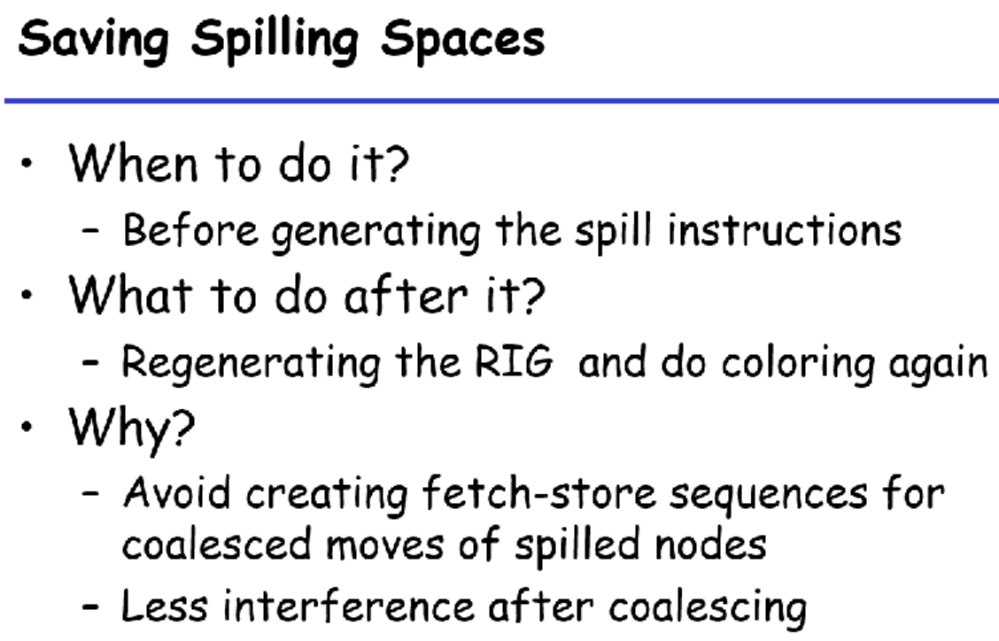 Saving Spilling Spaces
• When to do it?
– Before generating the spill instructions
• What to do after it?
– Regenerating the RIG and do coloring again
• Why?
– Avoid creating fetch-store sequences for
coalesced moves of spilled nodes
– Less interference after coalescing